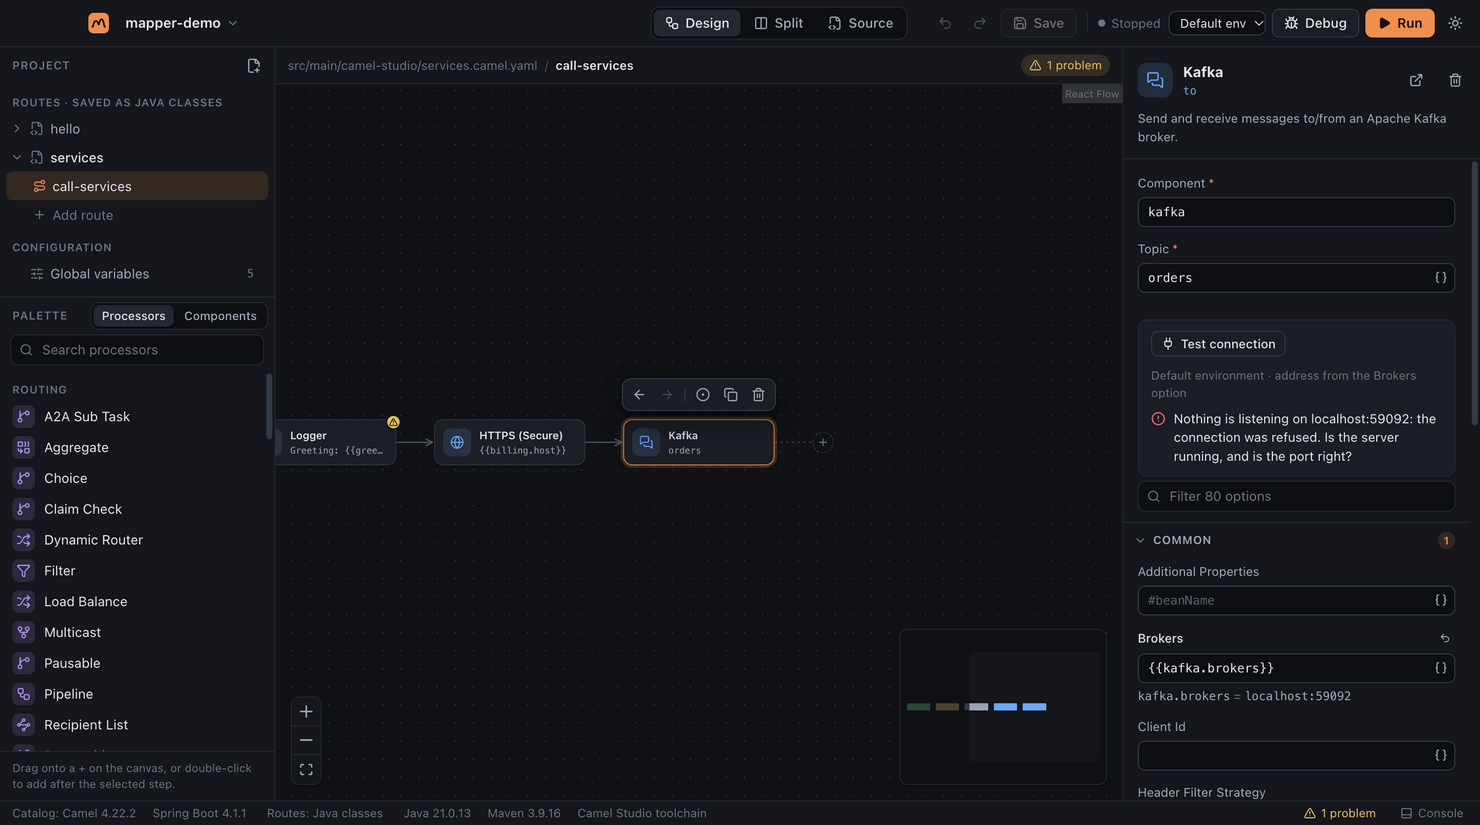 mapper-demo
Design
Split
Source
Save
Stopped
Default env
Debug
Run
PROJECT
ROUTES · SAVED AS JAVA CLASSES
hello
services
call-services
Add route
CONFIGURATION
Global variables 5
PALETTE
Processors
Components
Search processors
ROUTING
A2A Sub Task
Aggregate
Choice
Claim Check
Dynamic Router
Filter
Load Balance
Multicast
Pausable
Pipeline
Recipient List
Drag onto a + on the canvas, or double-click
to add after the selected step.
src/main/camel-studio/services.camel.yaml / call-services
1 problem
React Flow
Logger
Greeting: {{gree…
HTTPS (Secure)
{{billing.host}}
Kafka
orders
Kafka
to
Send and receive messages to/from an Apache Kafka
broker.
Component *
kafka
Topic *
orders {}
Test connection
Default environment · address from the Brokers
option
Nothing is listening on localhost:59092: the
connection was refused. Is the server
running, and is the port right?
Filter 80 options
COMMON 1
Additional Properties
#beanName {}
Brokers
{{kafka.brokers}} {}
kafka.brokers = localhost:59092
Client Id
{}
Header Filter Strategy
Catalog: Camel 4.22.2
Spring Boot 4.1.1
Routes: Java classes
Java 21.0.13
Maven 3.9.16
Camel Studio toolchain
1 problem
Console